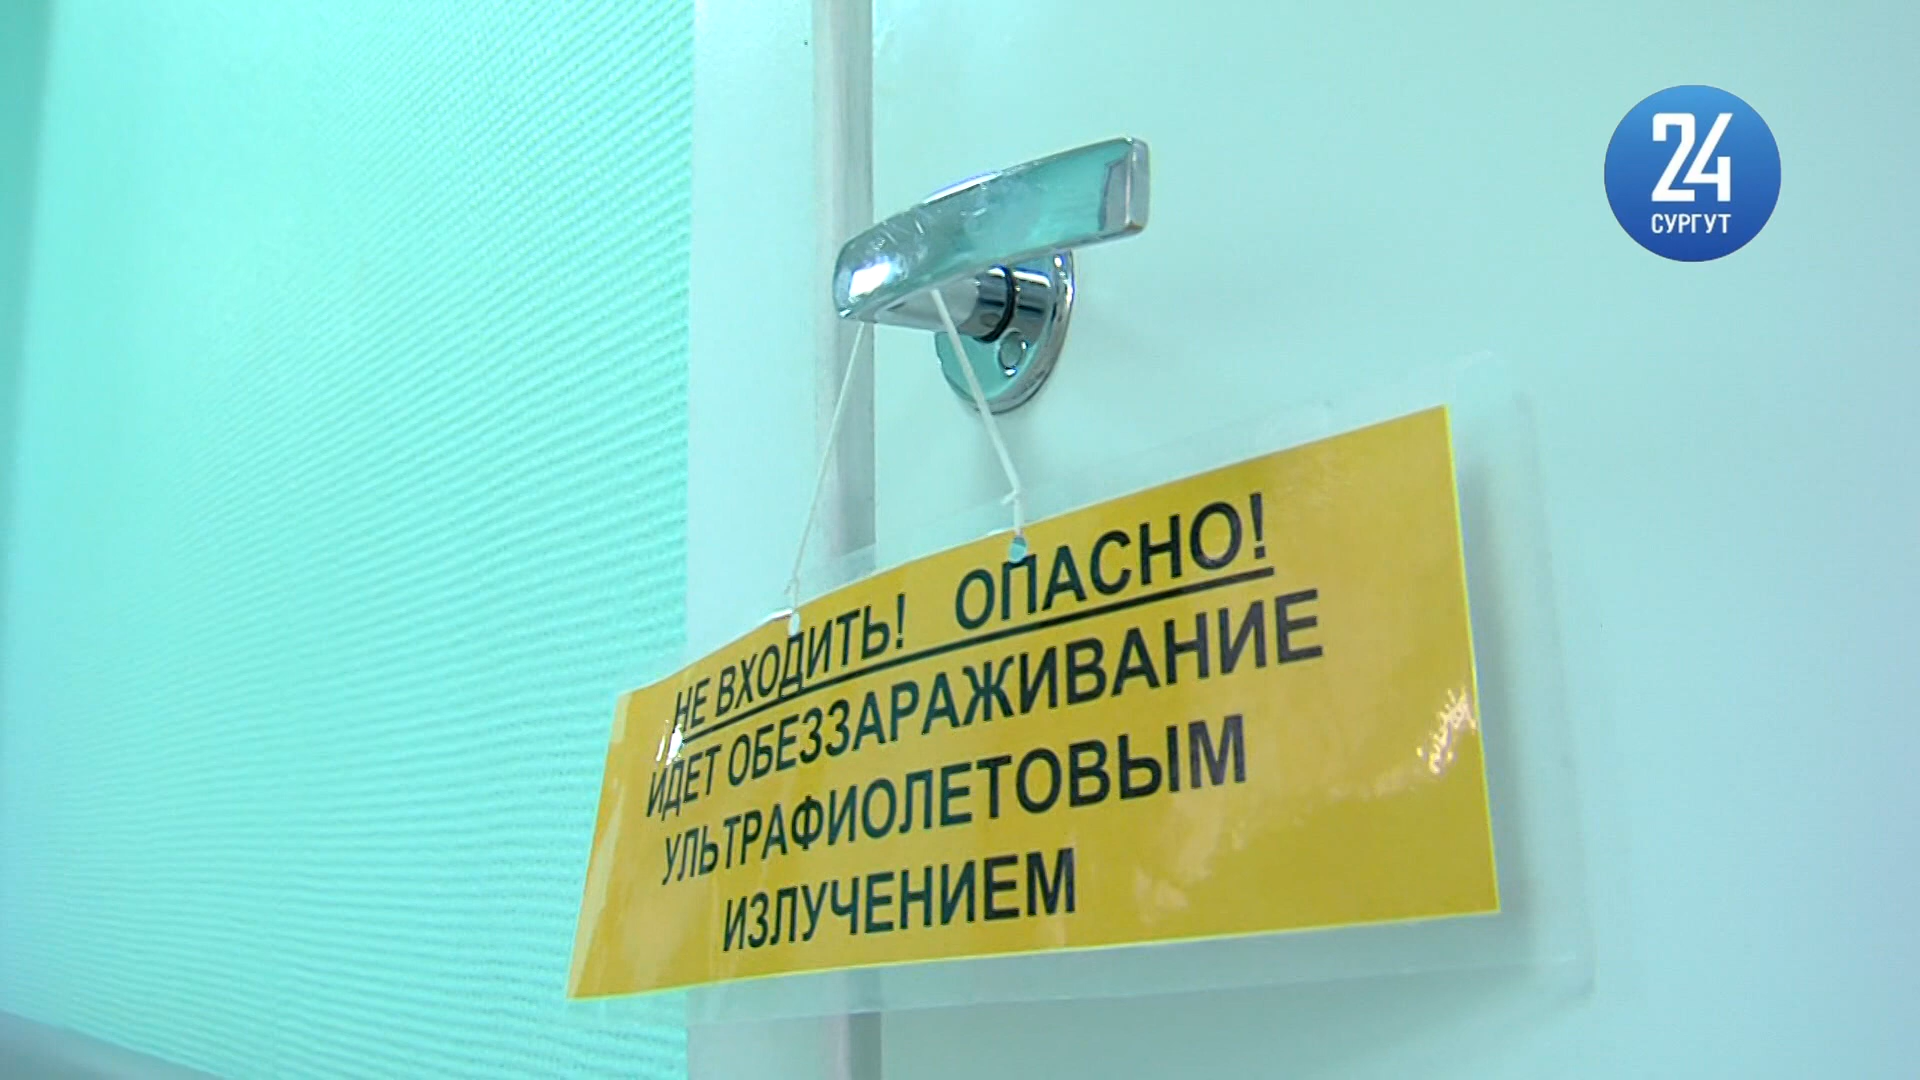 24
СУРГУТ
НЕ ВХОДИТЬ! ОПАСНО!
ИДЕТ ОБЕЗЗАРАЖИВАНИЕ
УЛЬТРАФИОЛЕТОВЫМ
ИЗЛУЧЕНИЕМ